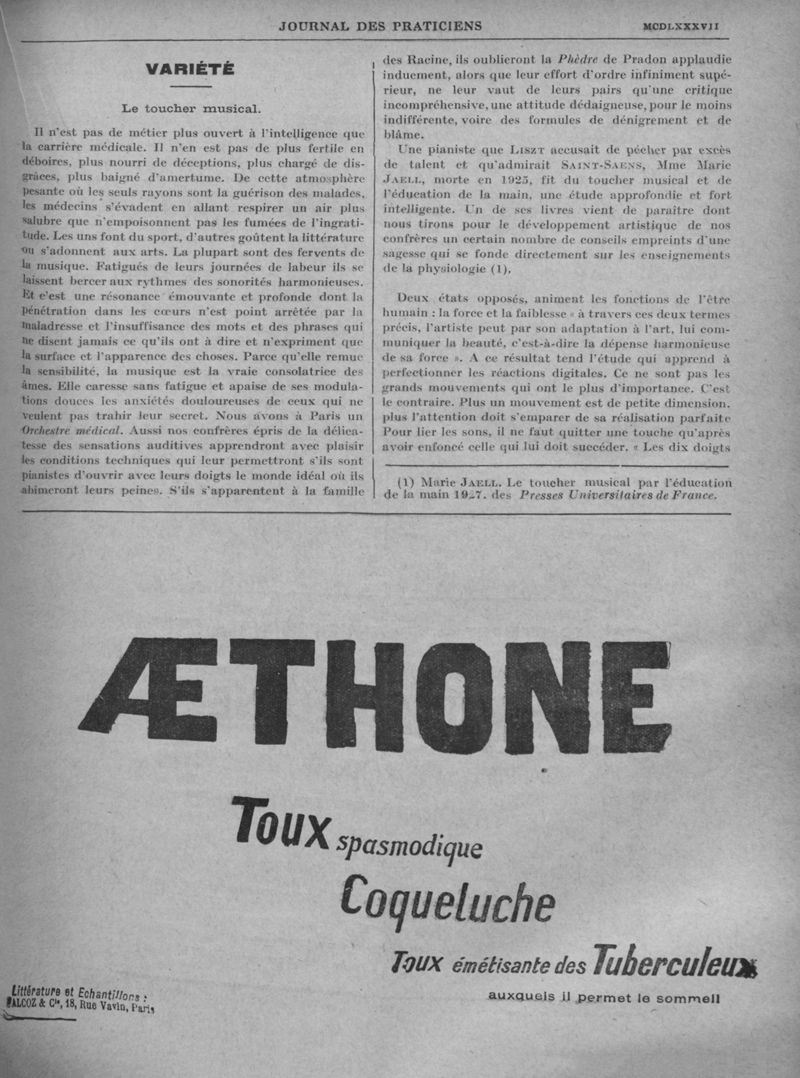 JOURNAL DES PRATICIENS MCDLXXXVII
VARIÉTÉ
Le toucher musical.
Il n'est pas de métier plus ouvert à l'intelligence que
la carrière médicale. Il n'en est pas de plus fertile en
déboires, plus nourri de déceptions, plus chargé de dis-
grâces, plus baigné d'amertume. De cette atmosphère
pesante où les seuls rayons sont la guérison des malades,
les médecins s'évadent en allant respirer un air plus
salubre que n'empoisonnent pas les fumées de l'ingrati-
tude. Les uns font du sport, d'autres goûtent la littérature
ou s'adonnent aux arts. La plupart sont des fervents de
la musique. Fatigués de leurs journées de labeur ils se
laissent bercer aux rythmes des sonorités harmonieuses.
Et c'est une résonance émouvante et profonde dont la
pénétration dans les cœurs n'est point arrêtée par la
maladresse et l'insuffisance des mots et des phrases qui
ne disent jamais ce qu'ils ont à dire et n'expriment que
la surface et l'apparence des choses. Parce qu'elle remue
la sensibilité, la musique est la vraie consolatrice des
âmes. Elle caresse sans fatigue et apaise de ses modula-
tions douces les anxiétés douloureuses de ceux qui ne
veulent pas trahir leur secret. Nous avons à Paris un
Orchestre médical. Aussi nos confrères épris de la délica-
tesse des sensations auditives apprendront avec plaisir
les conditions techniques qui leur permettront s'ils sont
pianistes d'ouvrir avec leurs doigts le monde idéal où ils
abîmeront leurs peines. S'ils s'apparentent à la famille
des Racine, ils oublieront la Phèdre de Pradon applaudie
induement, alors que leur effort d'ordre infiniment supé-
rieur, ne leur vaut de leurs pairs qu'une critique
incompréhensive, une attitude dédaigneuse, pour le moins
indifférente, voire des formules de dénigrement et de
blâme.
Une pianiste que LISZT accusait de pécher par excès
de talent et qu'admirait SAINT-SAENS, Mme Marie
JAELL, morte en 1925, fit du toucher musical et de
l'éducation de la main, une étude approfondie et fort
intelligente. Un de ses livres vient de paraître dont
nous tirons pour le développement artistique de nos
confrères un certain nombre de conseils empreints d'une
sagesse qui se fonde directement sur les enseignements
de la physiologie (1).
Deux états opposés, animent les fonctions de l'être
humain : la force et la faiblesse « à travers ces deux termes
précis, l'artiste peut par son adaptation à l'art, lui com-
muniquer la beauté, c'est-à-dire la dépense harmonieuse
de sa force ». A ce résultat tend l'étude qui apprend à
perfectionner les réactions digitales. Ce ne sont pas les
grands mouvements qui ont le plus d'importance. C'est
le contraire. Plus un mouvement est de petite dimension,
plus l'attention doit s'emparer de sa réalisation parfaite
Pour lier les sons, il ne faut quitter une touche qu'après
avoir enfoncé celle qui lui doit succéder. « Les dix doigts
(1) Marie JAELL. Le toucher musical par l'éducation
de la main 1927. des Presses Universitaires de France.
ÆTHONE
Toux spasmodique
Coqueluche
Toux émétisante des Tuberculeux
auxquels il permet le sommeil
Littérature et Echantillons :
FALCOZ & Cie, 18, Rue Vavin, Paris